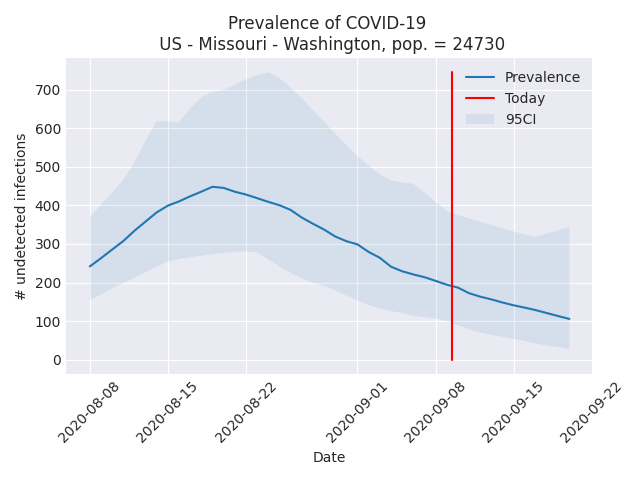 Prevalence of COVID-19
US - Missouri - Washington, pop. = 24730
# undetected infections
700
600
500
400
300
200
100
0
Prevalence
Today
95CI
2020-08-08
2020-08-15
2020-08-22
2020-09-01
2020-09-08
2020-09-15
2020-09-22
Date